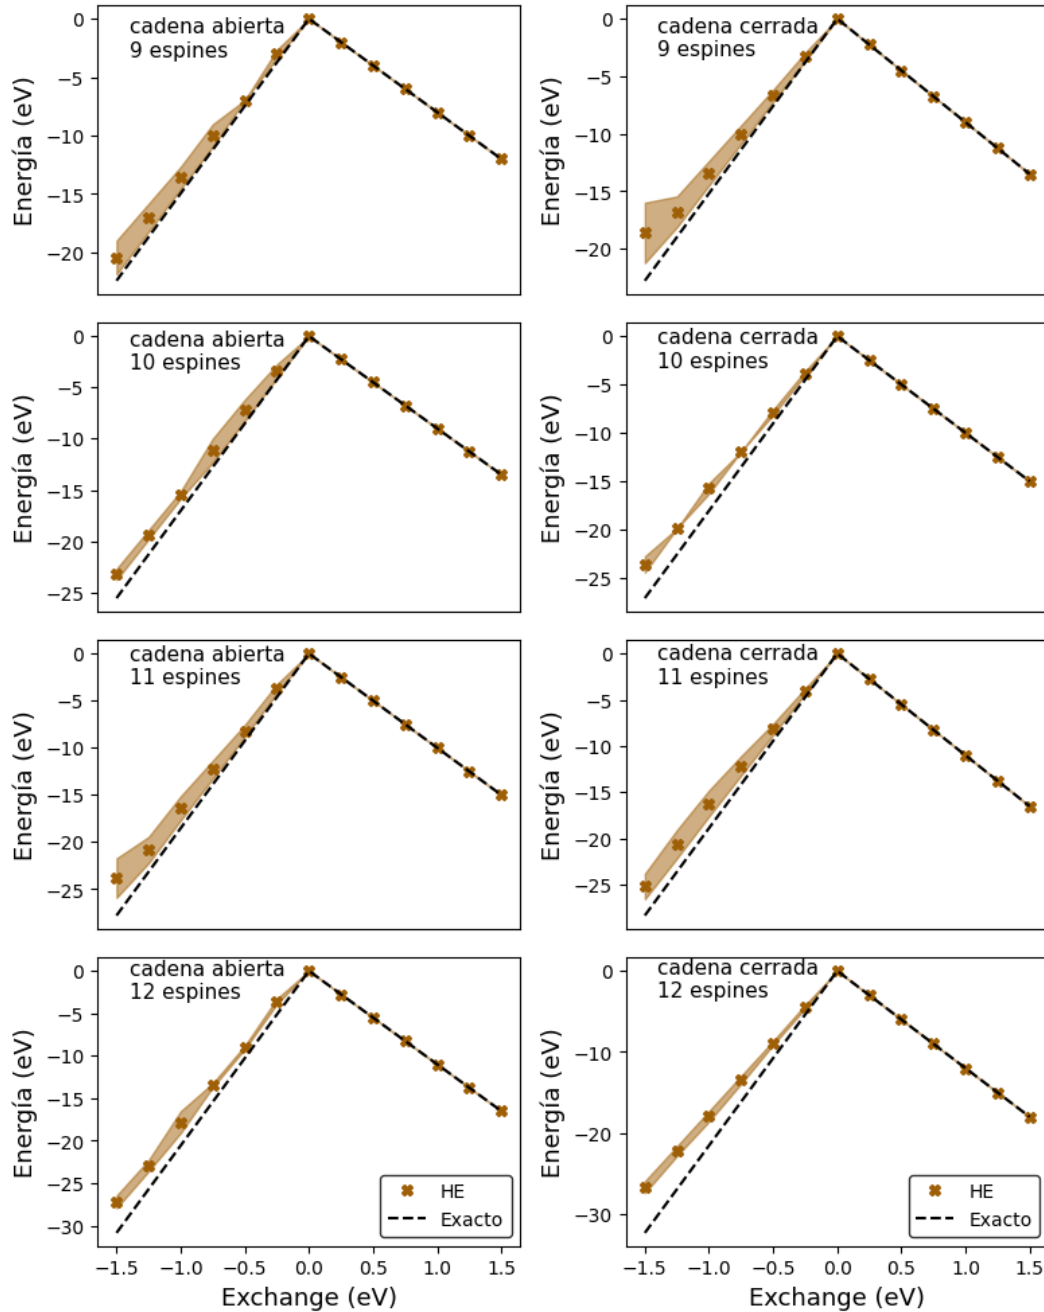 cadena abierta
9 espines
Energía (eV)
0
−5
−10
−15
−20
cadena cerrada
9 espines
Energía (eV)
0
−5
−10
−15
−20
cadena abierta
10 espines
Energía (eV)
0
−5
−10
−15
−20
−25
cadena cerrada
10 espines
Energía (eV)
0
−5
−10
−15
−20
−25
cadena abierta
11 espines
Energía (eV)
0
−5
−10
−15
−20
−25
cadena cerrada
11 espines
Energía (eV)
0
−5
−10
−15
−20
−25
cadena abierta
12 espines
Energía (eV)
0
−5
−10
−15
−20
−25
−30
HE
Exacto
−1.5 −1.0 −0.5 0.0 0.5 1.0 1.5
Exchange (eV)
cadena cerrada
12 espines
Energía (eV)
0
−10
−20
−30
HE
Exacto
−1.5 −1.0 −0.5 0.0 0.5 1.0 1.5
Exchange (eV)